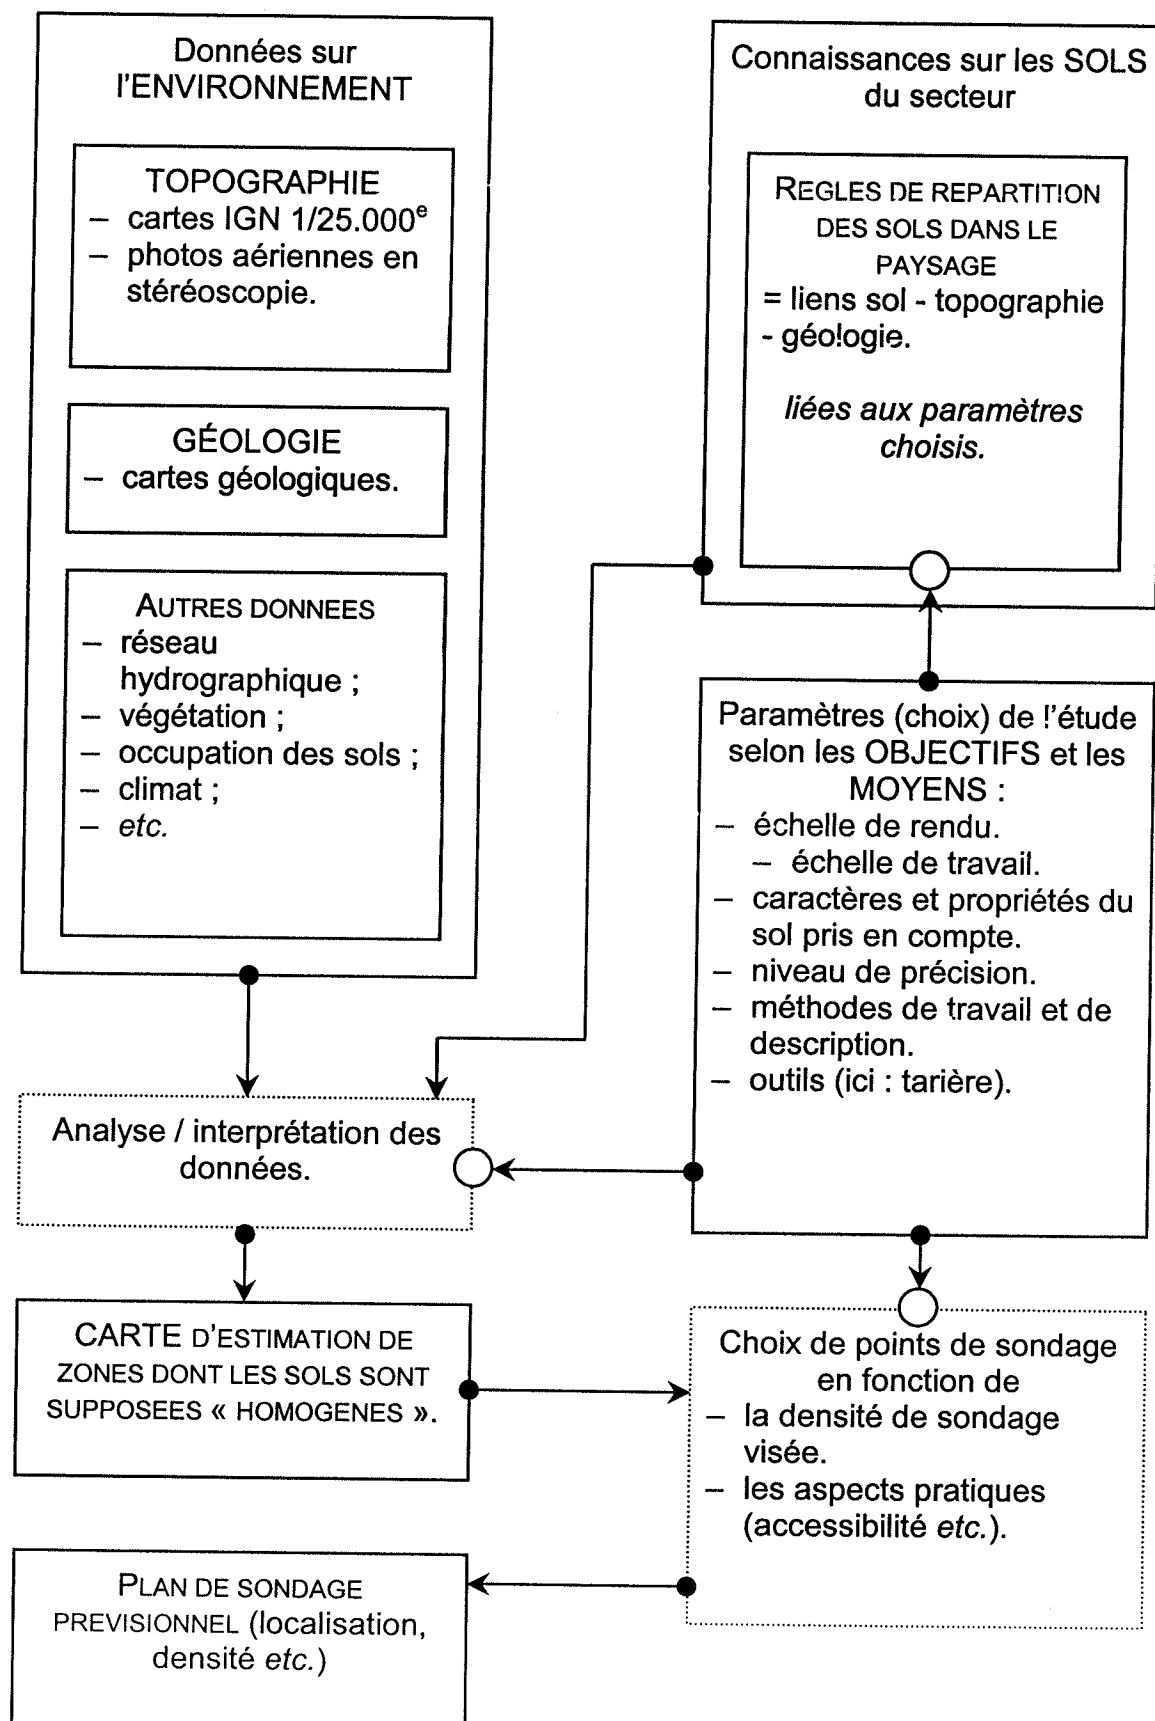 Données sur
l'ENVIRONNEMENT
TOPOGRAPHIE
– cartes IGN 1/25.000e
– photos aériennes en
stéréoscopie.
GÉOLOGIE
– cartes géologiques.
AUTRES DONNEES
– réseau
hydrographique ;
– végétation ;
– occupation des sols ;
– climat ;
– etc.
Connaissances sur les SOLS
du secteur
REGLES DE REPARTITION
DES SOLS DANS LE
PAYSAGE
= liens sol - topographie
- géologie.
liées aux paramètres
choisis.
Paramètres (choix) de l'étude
selon les OBJECTIFS et les
MOYENS :
– échelle de rendu.
– échelle de travail.
– caractères et propriétés du
sol pris en compte.
– niveau de précision.
– méthodes de travail et de
description.
– outils (ici : tarière).
Analyse / interprétation des
données.
CARTE D'ESTIMATION DE
ZONES DONT LES SOLS SONT
SUPPOSEES « HOMOGENES ».
Choix de points de sondage
en fonction de
– la densité de sondage
visée.
– les aspects pratiques
(accessibilité etc.).
PLAN DE SONDAGE
PREVISIONNEL (localisation,
densité etc.)